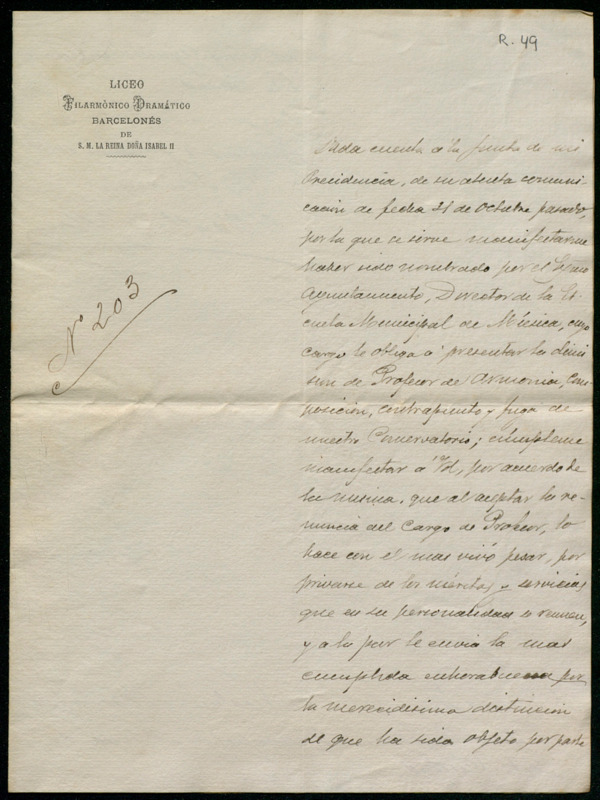 R. 49
LICEO
FILARMÓNICO DRAMÁTICO
BARCELONÉS
DE
S. M. LA REINA DOÑA ISABEL II
Nº 203
Dada cuenta á la Junta de mi
Precidencia, de su atenta comuni-
cación de fecha 31 de Octubre pasado,
por la que se sirve manifestarme
haber sido nombrado por el Excmo
Ayuntamiento, Director de la Es-
cuela Municipal de Música, cuyo
cargo le obliga á presentar la dimi-
sion de Profesor de Armonia, Com-
posición, contrapunto y fuga de
nuestro Conservatorio; cúmpleme
manifestar á Vd, por acuerdo de
la misma, que al aceptar la re-
nuncia del cargo de Profesor, lo
hace con el mas vivo pesar, por
privarse de los méritos y servicios
que en su personalidad se reunen,
y a la par le envia la mas
cumplida enhorabuena por
la merecidisima distincion
de que ha sido objeto por parte